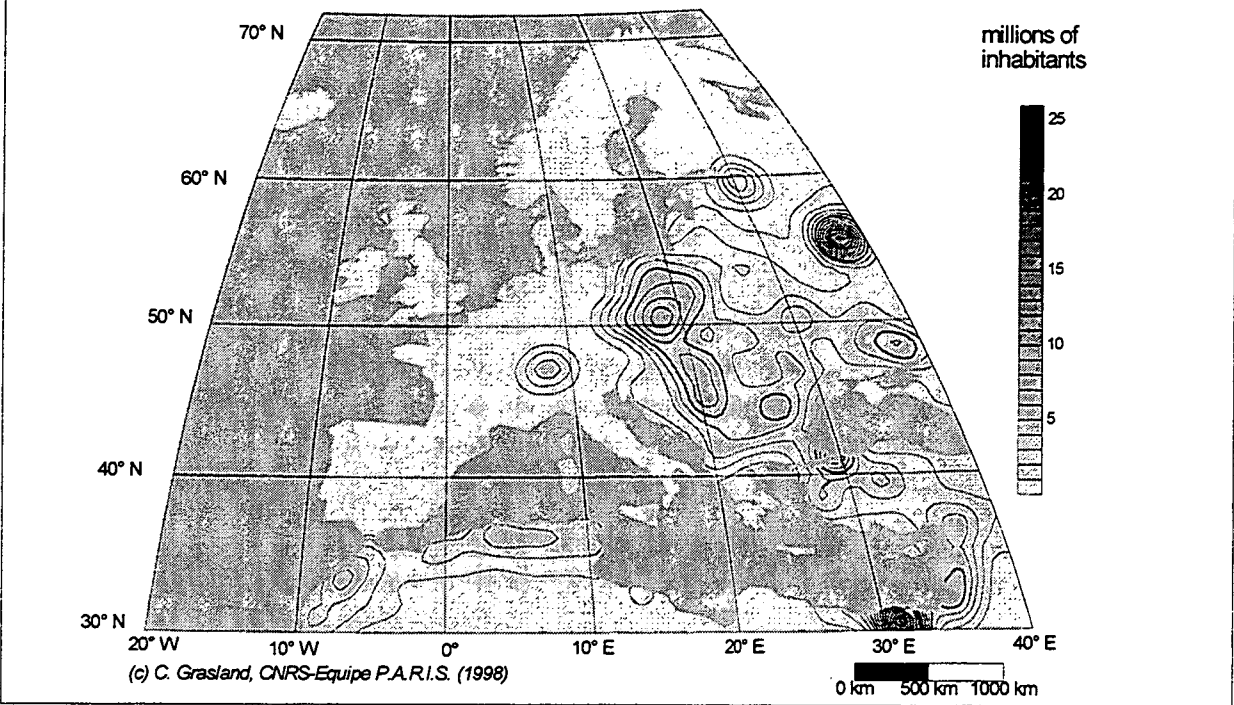 70° N
millions of
inhabitants
25
60° N
20
15
50° N
10
5
40° N
30° N
20° W
10° W
0°
10° E
20° E
30° E
40° E
(c) C. Grasland, CNRS-Equipe P.A.R.I.S. (1998)
0 km
500 km
1000 km